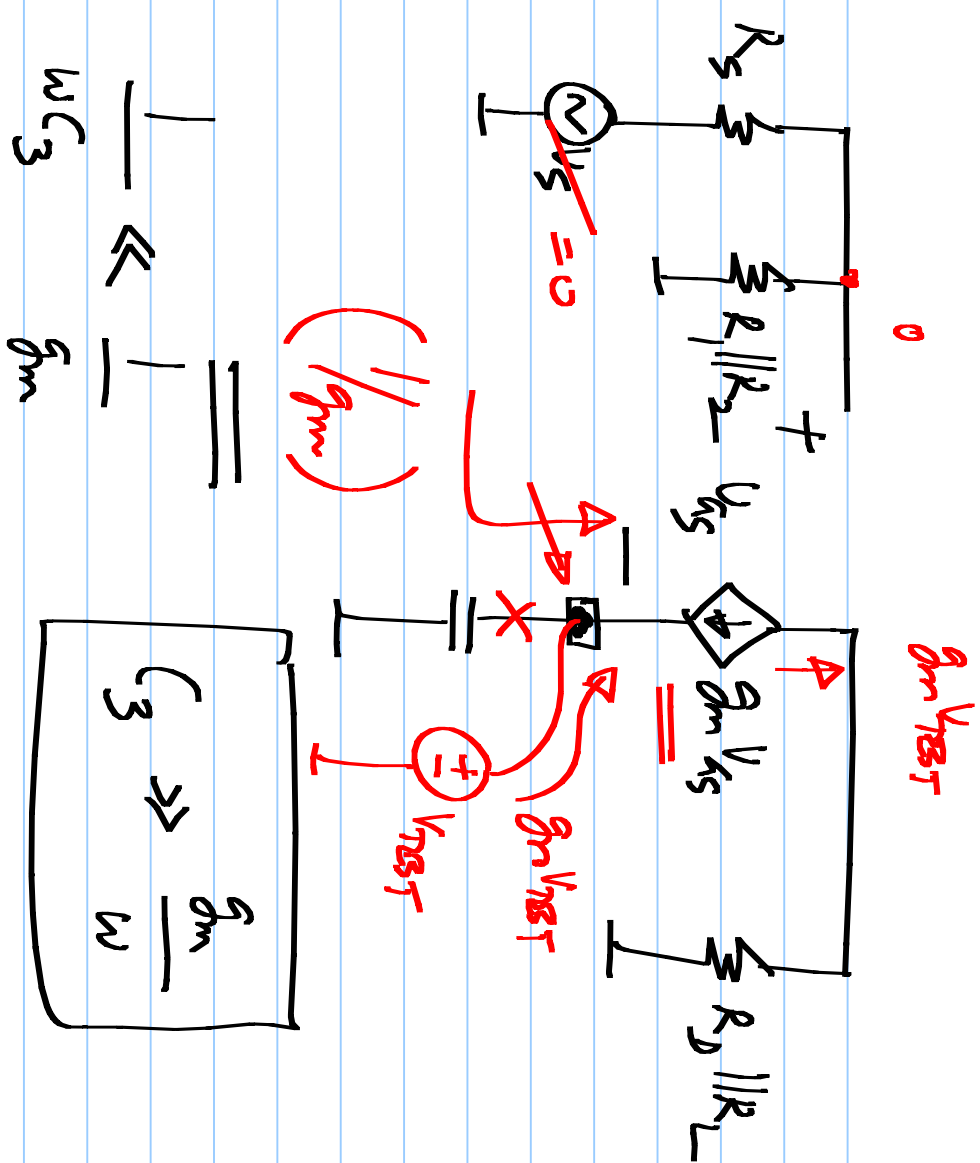 0
g_m V_TEST
R_S
R_1||R_2
+
V_GS
−
g_m V_GS
R_D||R_L
V_S = 0
(1/g_m)
g_m V_TEST
+
−
V_TEST
1/ωC_3 << 1/g_m
C_3 >> g_m/ω